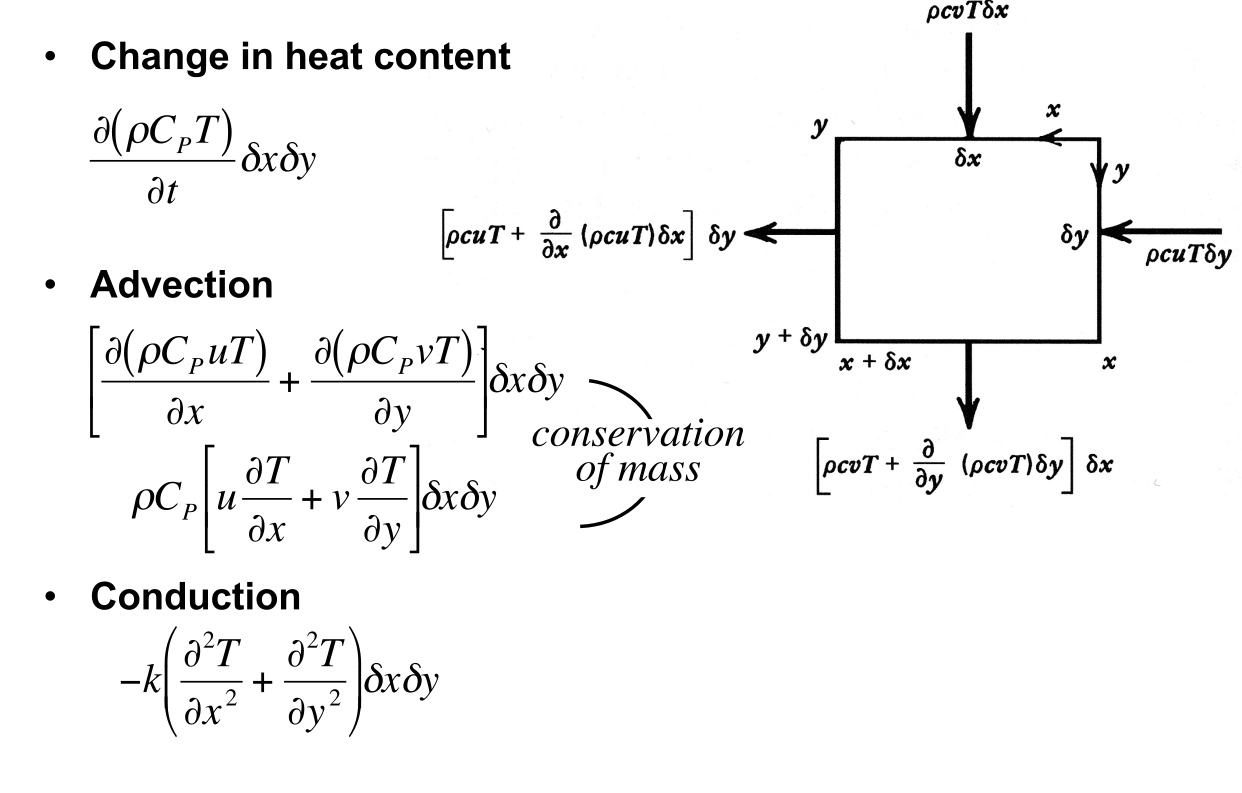 • Change in heat content
∂(ρC_P T)/∂t δxδy
• Advection
[∂(ρC_P uT)/∂x + ∂(ρC_P vT)/∂y] δxδy
conservation
of mass
ρC_P [u ∂T/∂x + v ∂T/∂y] δxδy
• Conduction
−k(∂²T/∂x² + ∂²T/∂y²) δxδy
ρcvTδx
x
y
δx
y
[ρcuT + ∂/∂x (ρcuT)δx] δy
δy
ρcuTδy
y + δy
x + δx
x
[ρcvT + ∂/∂y (ρcvT)δy] δx